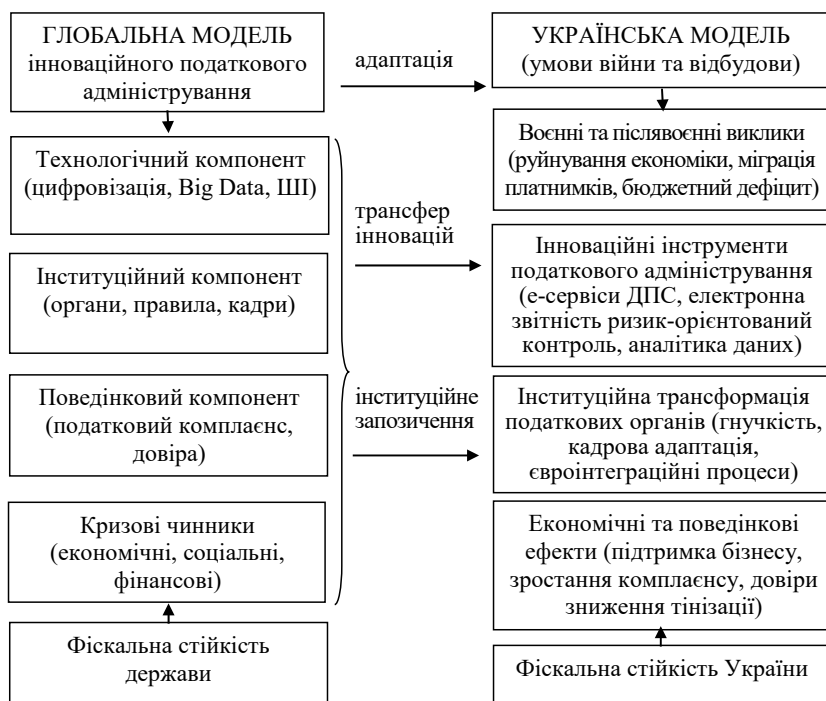 ГЛОБАЛЬНА МОДЕЛЬ
інноваційного податкового
адміністрування
адаптація
УКРАЇНСЬКА МОДЕЛЬ
(умови війни та відбудови)
Технологічний компонент
(цифровізація, Big Data, ШІ)
Воєнні та післявоєнні виклики
(руйнування економіки, міграція
платнимків, бюджетний дефіцит)
трансфер
інновацій
Інституційний компонент
(органи, правила, кадри)
Інноваційні інструменти
податкового адміністрування
(е-сервіси ДПС, електронна
звітність ризик-орієнтований
контроль, аналітика даних)
Поведінковий компонент
(податковий комплаєнс,
довіра)
інституційне
запозичення
Інституційна трансформація
податкових органів (гнучкість,
кадрова адаптація,
євроінтеграційні процеси)
Кризові чинники
(економічні, соціальні,
фінансові)
Економічні та поведінкові
ефекти (підтримка бізнесу,
зростання комплаєнсу, довіри
зниження тінізації)
Фіскальна стійкість
держави
Фіскальна стійкість України